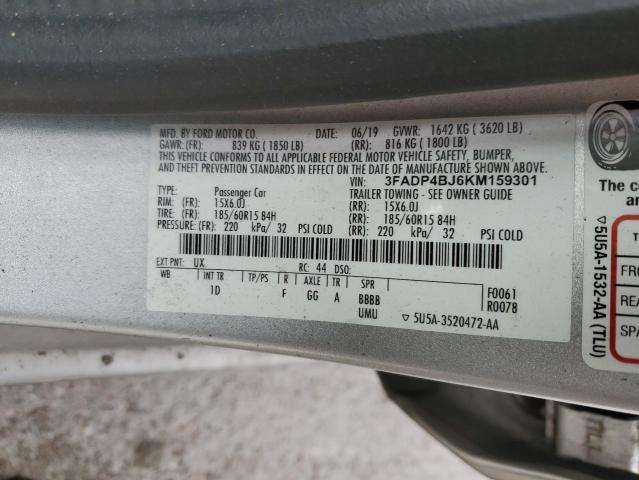 MFD. BY FORD MOTOR CO. DATE: 06/19 GVWR: 1642 KG ( 3620 LB)
GAWR: (FR): 839 KG ( 1850 LB) (RR): 816 KG ( 1800 LB)
THIS VEHICLE CONFORMS TO ALL APPLICABLE FEDERAL MOTOR VEHICLE SAFETY, BUMPER,
AND THEFT PREVENTION STANDARDS IN EFFECT ON THE DATE OF MANUFACTURE SHOWN ABOVE.
VIN: 3FADP4BJ6KM159301
TYPE: Passenger Car TRAILER TOWING - SEE OWNER GUIDE
RIM: (FR): 15X6.0J (RR): 15X6.0J
TIRE: (FR): 185/60R15 84H (RR): 185/60R15 84H
PRESSURE: (FR): 220 kPa/ 32 PSI COLD (RR): 220 kPa/ 32 PSI COLD
EXT PNT: UX RC: 44 DSO:
WB INT TR TP/PS R AXLE TR SPR
1D F GG A BBBB F0061
UMU R0078
▽ 5U5A-3520472-AA
▽5U5A-1532-AA (TLU)
The c
a
T
FRO
REA
SPA